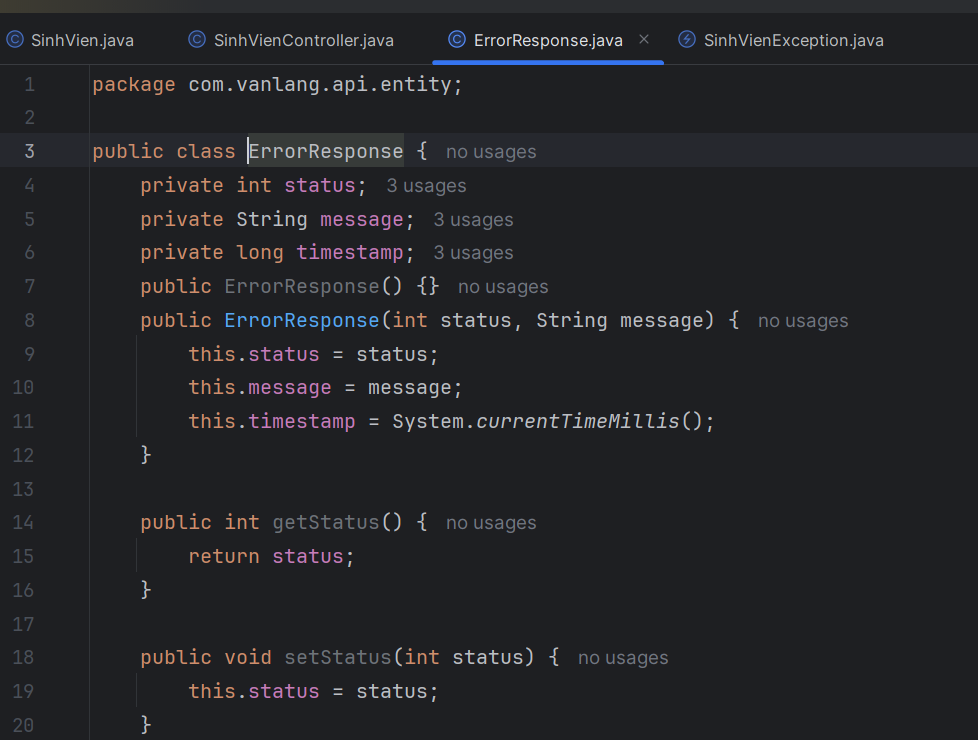 SinhVien.java SinhVienController.java ErrorResponse.java SinhVienException.java
1 package com.vanlang.api.entity;
2
3 public class ErrorResponse { no usages
4 private int status; 3 usages
5 private String message; 3 usages
6 private long timestamp; 3 usages
7 public ErrorResponse() {} no usages
8 public ErrorResponse(int status, String message) { no usages
9 this.status = status;
10 this.message = message;
11 this.timestamp = System.currentTimeMillis();
12 }
13
14 public int getStatus() { no usages
15 return status;
16 }
17
18 public void setStatus(int status) { no usages
19 this.status = status;
20 }